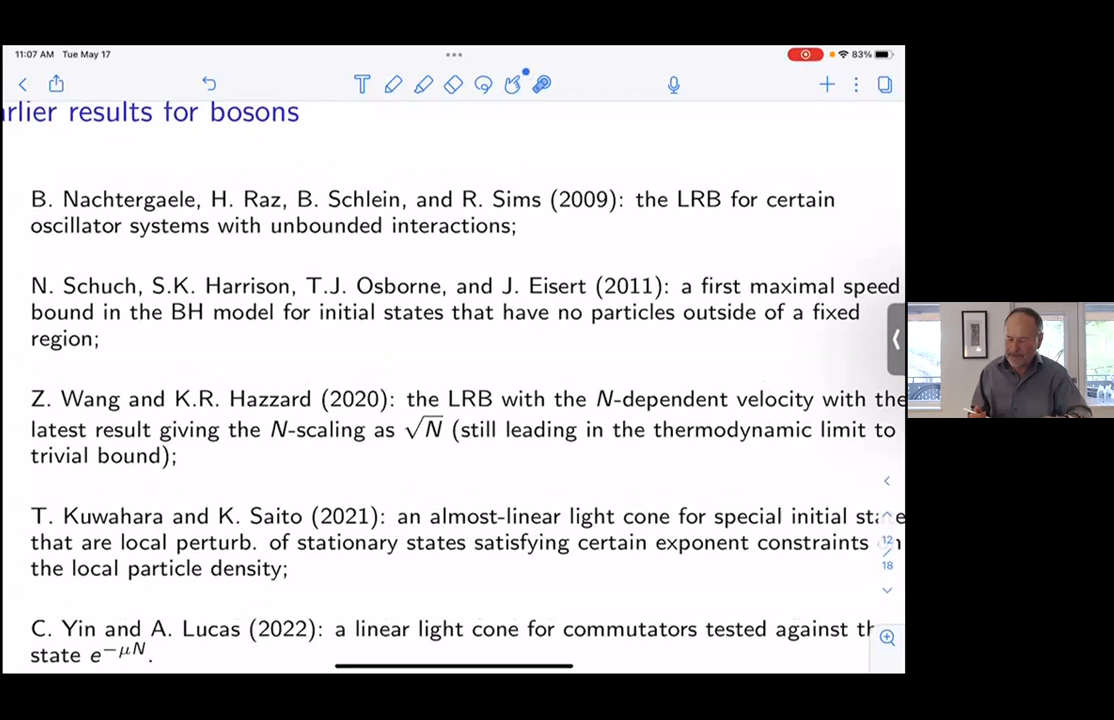 11:07 AM Tue May 17
83%
rlier results for bosons
B. Nachtergaele, H. Raz, B. Schlein, and R. Sims (2009): the LRB for certain
oscillator systems with unbounded interactions;
N. Schuch, S.K. Harrison, T.J. Osborne, and J. Eisert (2011): a first maximal speed
bound in the BH model for initial states that have no particles outside of a fixed
region;
Z. Wang and K.R. Hazzard (2020): the LRB with the N-dependent velocity with the
latest result giving the N-scaling as √N (still leading in the thermodynamic limit to
trivial bound);
T. Kuwahara and K. Saito (2021): an almost-linear light cone for special initial
that are local perturb. of stationary states satisfying certain exponent constraints
the local particle density;
C. Yin and A. Lucas (2022): a linear light cone for commutators tested against
state e^{-μN}.
12
18